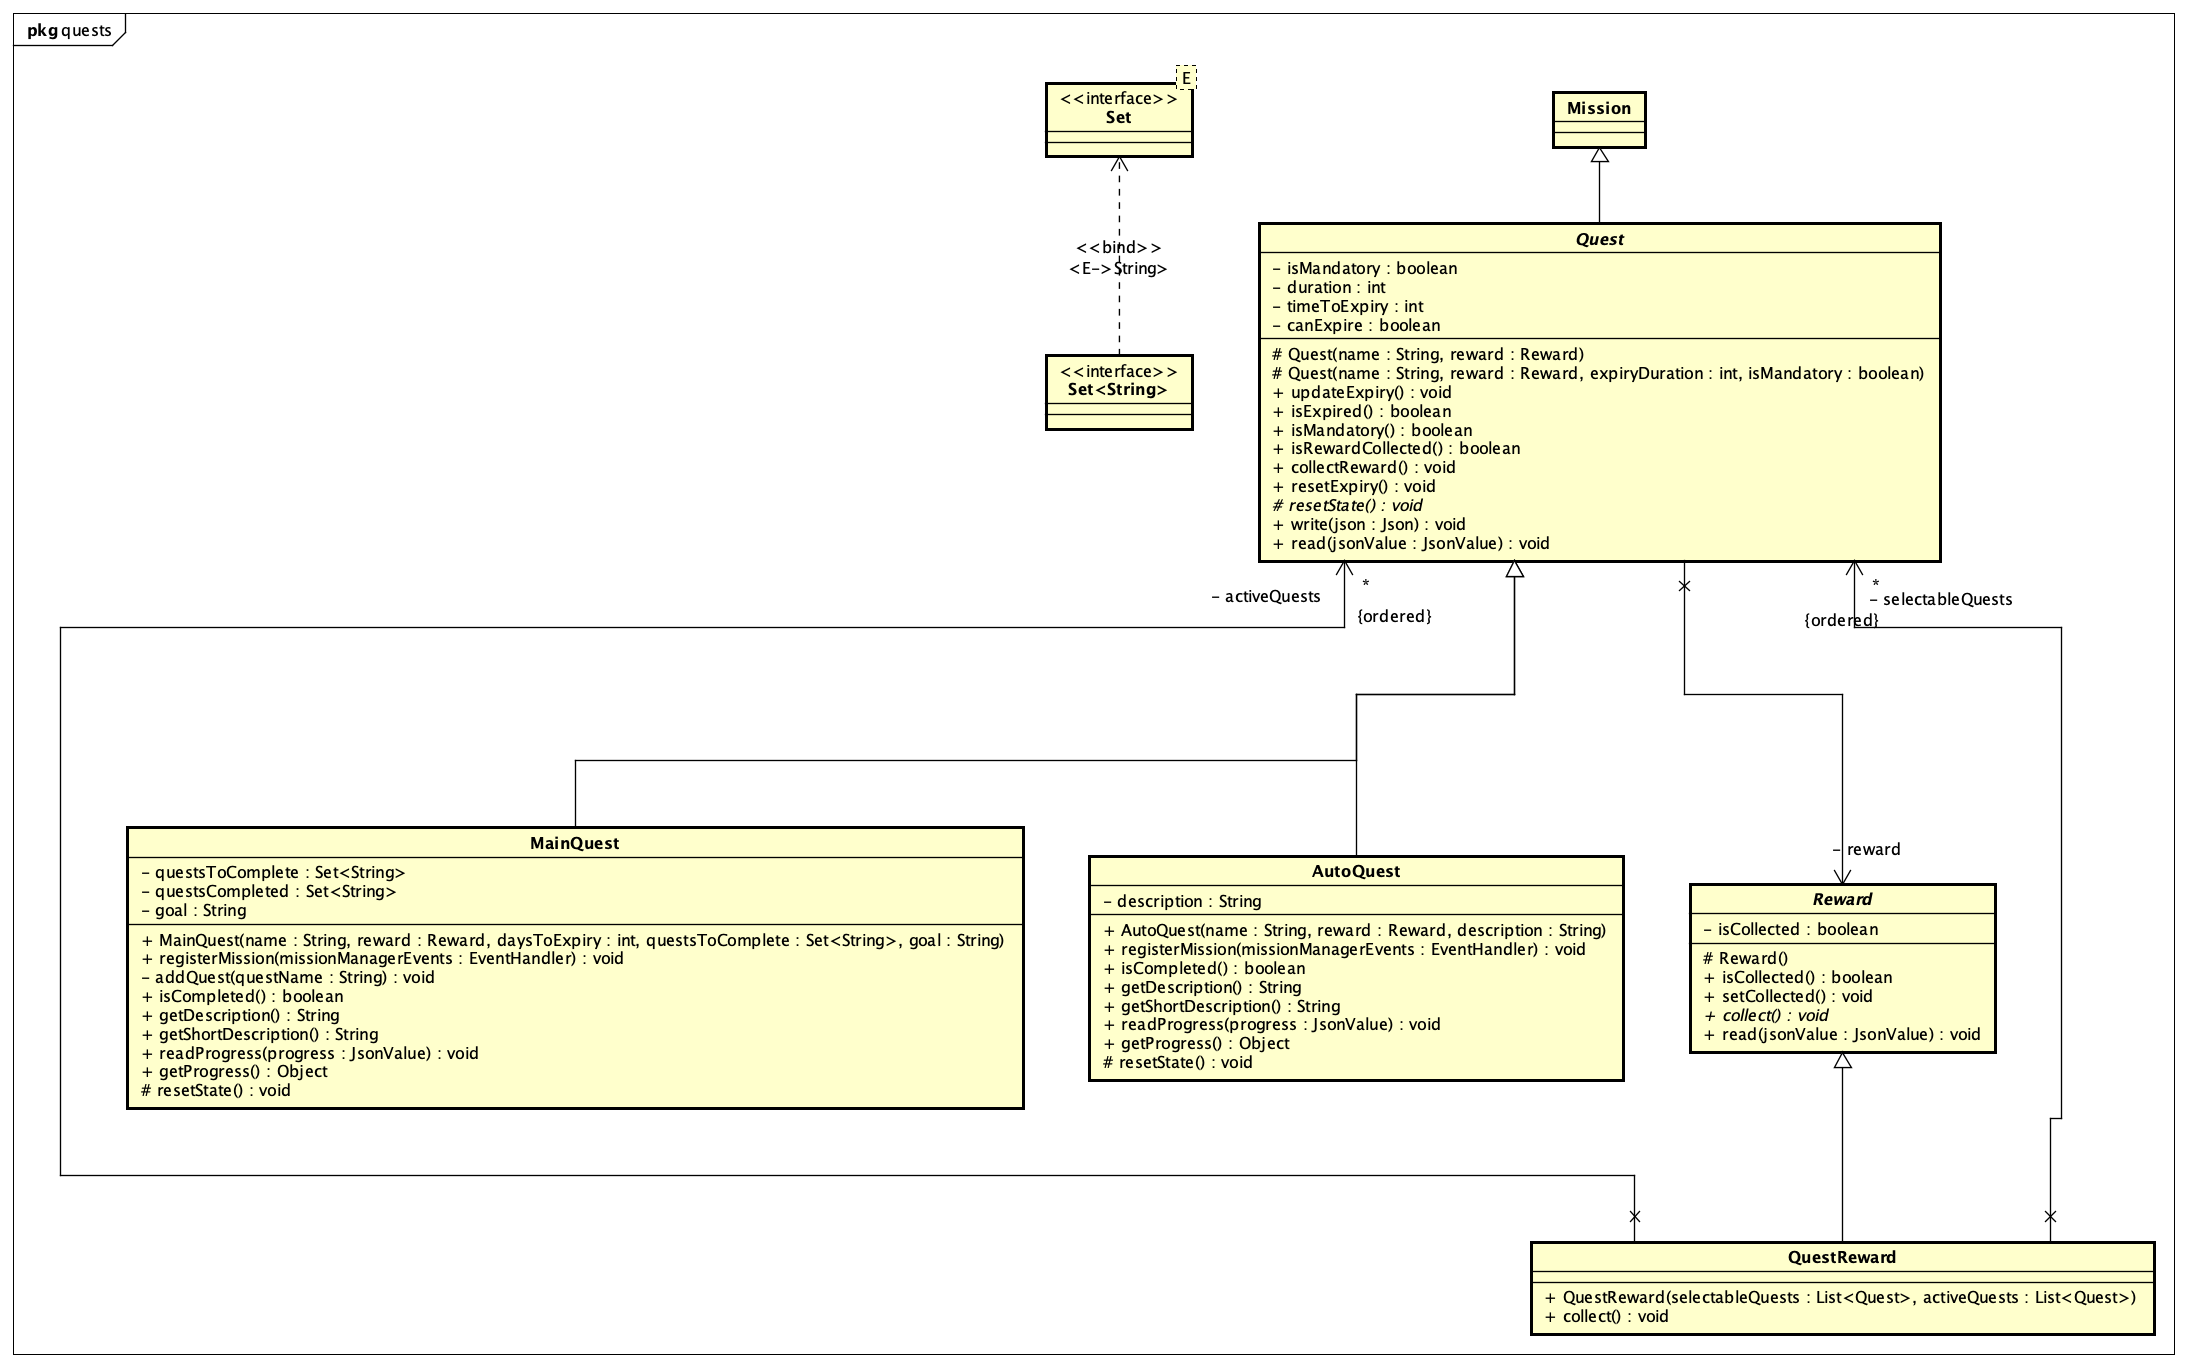 pkg quests
E
<<interface>>
Set
Mission
<<bind>>
<E->String>
<<interface>>
Set<String>
Quest
- isMandatory : boolean
- duration : int
- timeToExpiry : int
- canExpire : boolean
# Quest(name : String, reward : Reward)
# Quest(name : String, reward : Reward, expiryDuration : int, isMandatory : boolean)
+ updateExpiry() : void
+ isExpired() : boolean
+ isMandatory() : boolean
+ isRewardCollected() : boolean
+ collectReward() : void
+ resetExpiry() : void
# resetState() : void
+ write(json : Json) : void
+ read(jsonValue : JsonValue) : void
- activeQuests
*
{ordered}
*
- selectableQuests
{ordered}
MainQuest
- questsToComplete : Set<String>
- questsCompleted : Set<String>
- goal : String
+ MainQuest(name : String, reward : Reward, daysToExpiry : int, questsToComplete : Set<String>, goal : String)
+ registerMission(missionManagerEvents : EventHandler) : void
- addQuest(questName : String) : void
+ isCompleted() : boolean
+ getDescription() : String
+ getShortDescription() : String
+ readProgress(progress : JsonValue) : void
+ getProgress() : Object
# resetState() : void
AutoQuest
- description : String
+ AutoQuest(name : String, reward : Reward, description : String)
+ registerMission(missionManagerEvents : EventHandler) : void
+ isCompleted() : boolean
+ getDescription() : String
+ getShortDescription() : String
+ readProgress(progress : JsonValue) : void
+ getProgress() : Object
# resetState() : void
- reward
Reward
- isCollected : boolean
# Reward()
+ isCollected() : boolean
+ setCollected() : void
+ collect() : void
+ read(jsonValue : JsonValue) : void
QuestReward
+ QuestReward(selectableQuests : List<Quest>, activeQuests : List<Quest>)
+ collect() : void